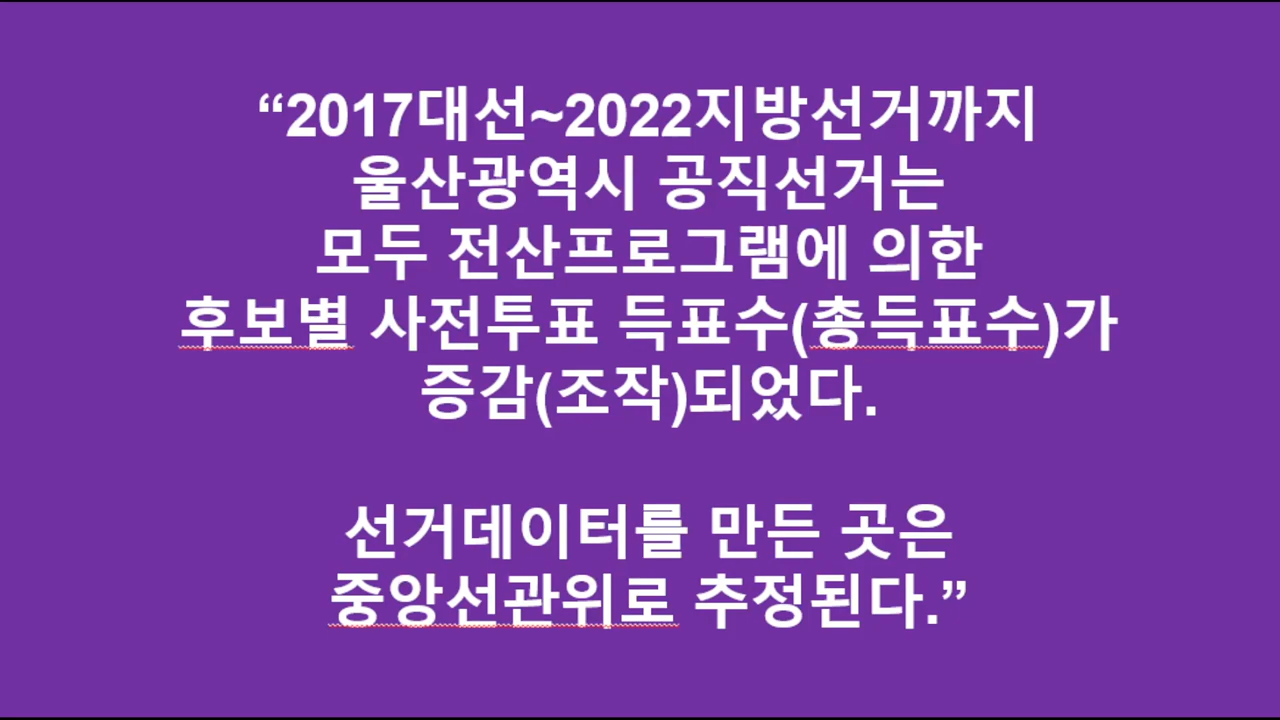 “2017대선~2022지방선거까지
울산광역시 공직선거는
모두 전산프로그램에 의한
후보별 사전투표 득표수(총득표수)가
증감(조작)되었다.
선거데이터를 만든 곳은
중앙선관위로 추정된다.”